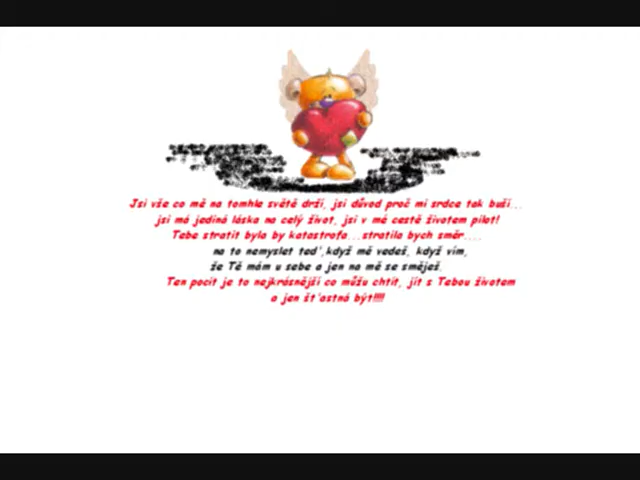 Jsi vše co mě na tomhle světě drží, jsi důvod proč mi srdce tak buší...
jsi má jediná láska na celý život, jsi v mé cestě životem pilot!
Tebe stratit byla by katastrofa...stratila bych směr....
na to nemyslet teď,když mě vedeš, když vím,
že Tě mám u sebe a jen na mě se směješ.
Ten pocit je to nejkrásnější co můžu chtít, jít s Tebou životem
a jen šťastná být!!!!